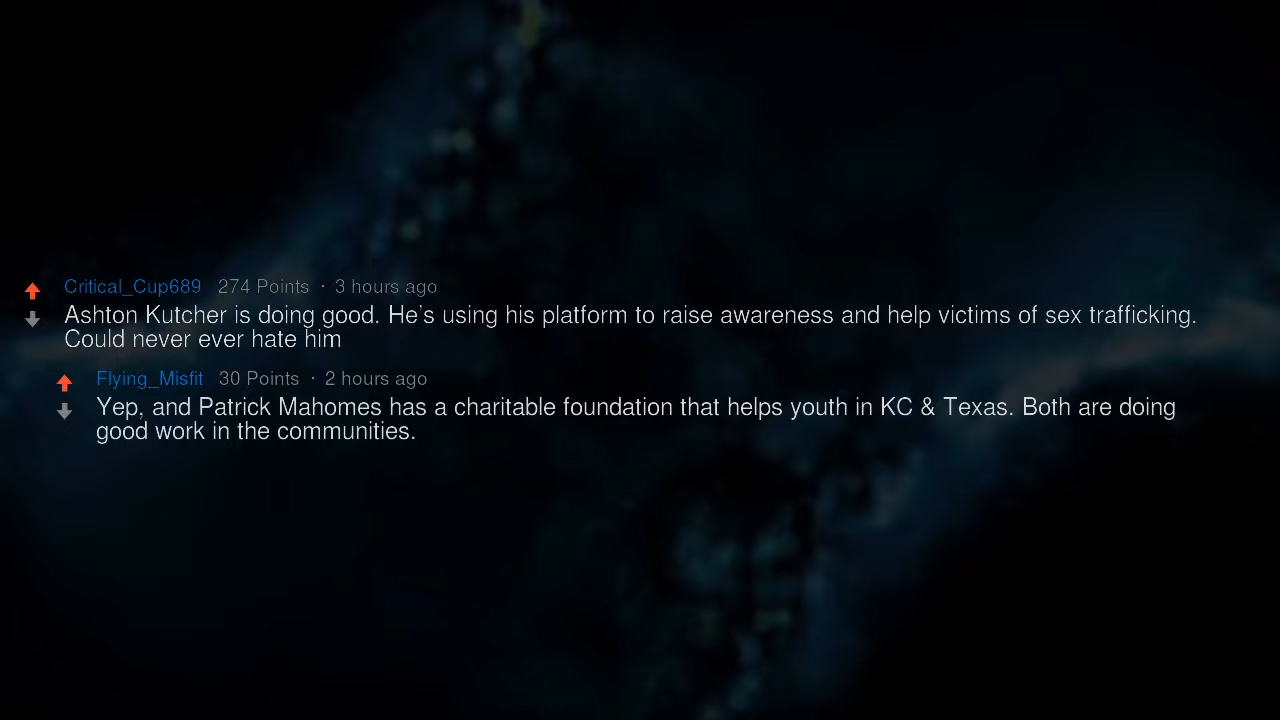 Critical_Cup689 274 Points · 3 hours ago
Ashton Kutcher is doing good. He's using his platform to raise awareness and help victims of sex trafficking.
Could never ever hate him
Flying_Misfit 30 Points · 2 hours ago
Yep, and Patrick Mahomes has a charitable foundation that helps youth in KC & Texas. Both are doing
good work in the communities.